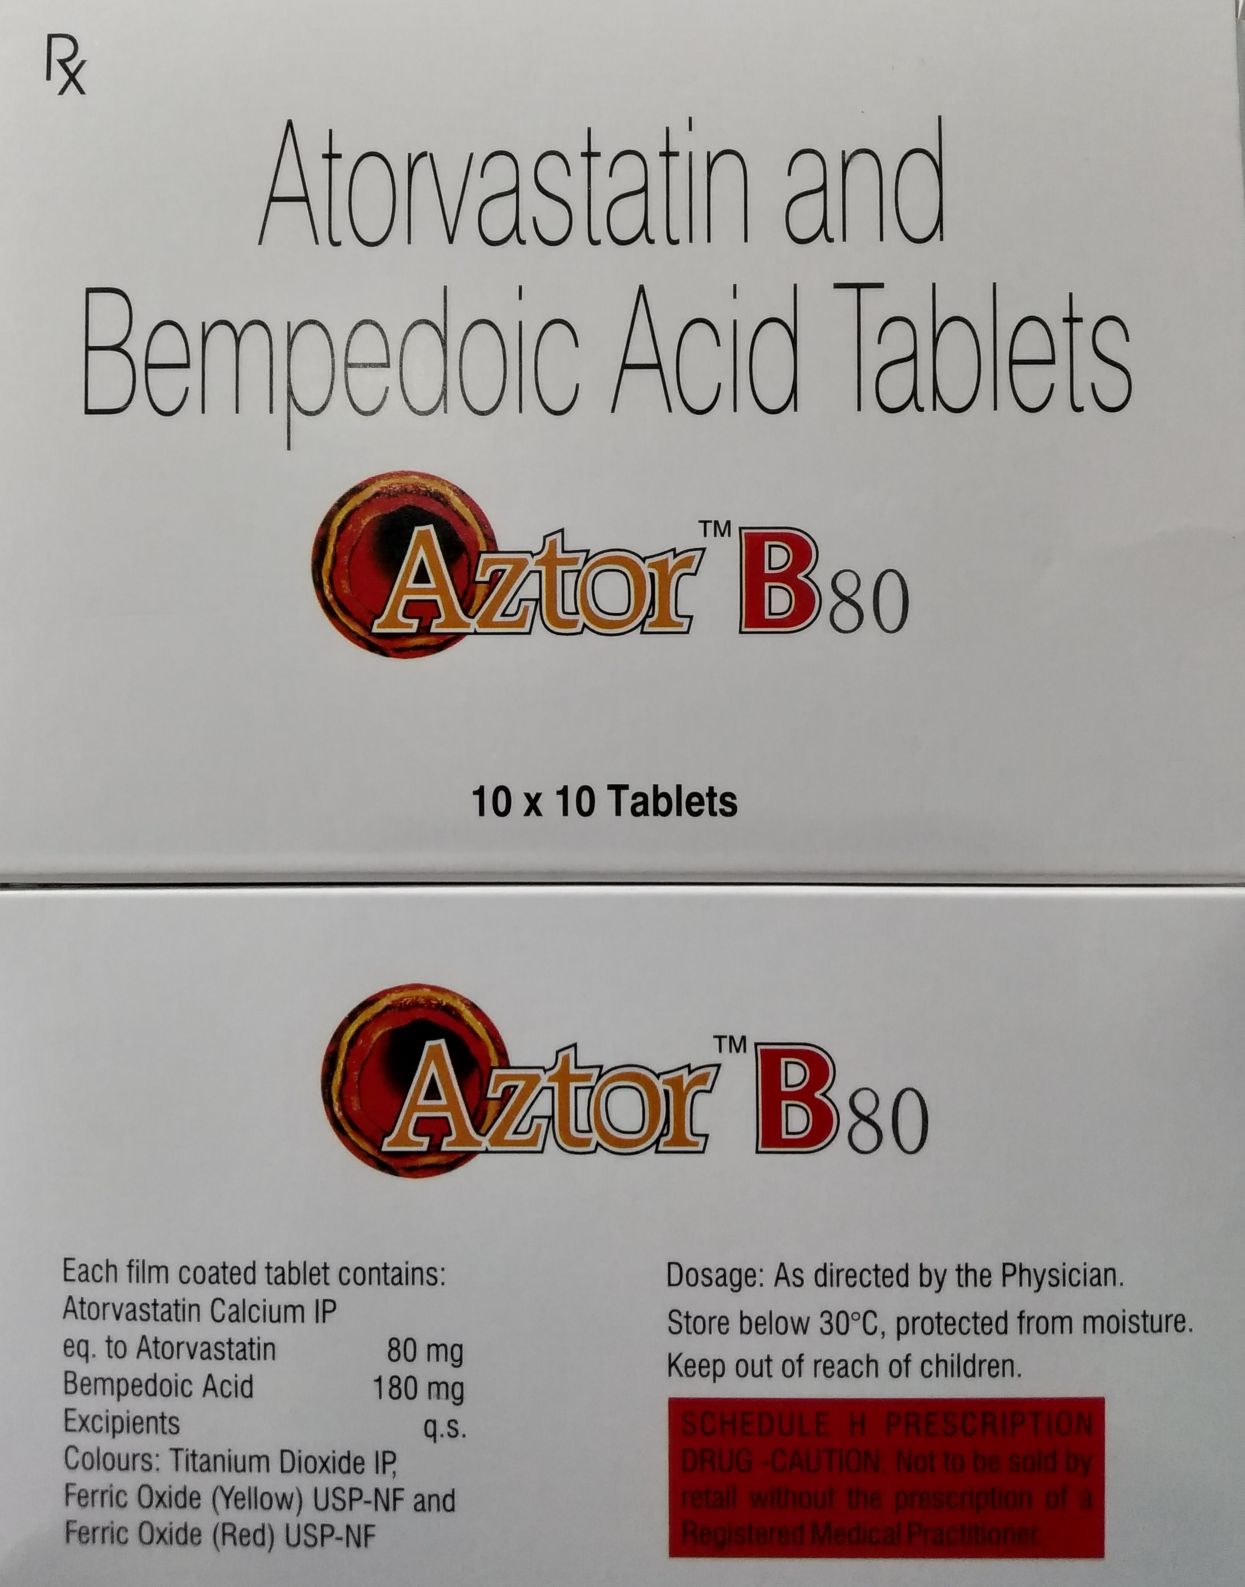 Rx
Atorvastatin and
Bempedoic Acid Tablets
Aztor™ B80
10 x 10 Tablets
Aztor™ B80
Each film coated tablet contains:
Atorvastatin Calcium IP
eq. to Atorvastatin 80 mg
Bempedoic Acid 180 mg
Excipients q.s.
Colours: Titanium Dioxide IP,
Ferric Oxide (Yellow) USP-NF and
Ferric Oxide (Red) USP-NF
Dosage: As directed by the Physician.
Store below 30°C, protected from moisture.
Keep out of reach of children.
SCHEDULE H PRESCRIPTION
DRUG -CAUTION: Not to be sold by
retail without the prescription of a
Registered Medical Practitioner.